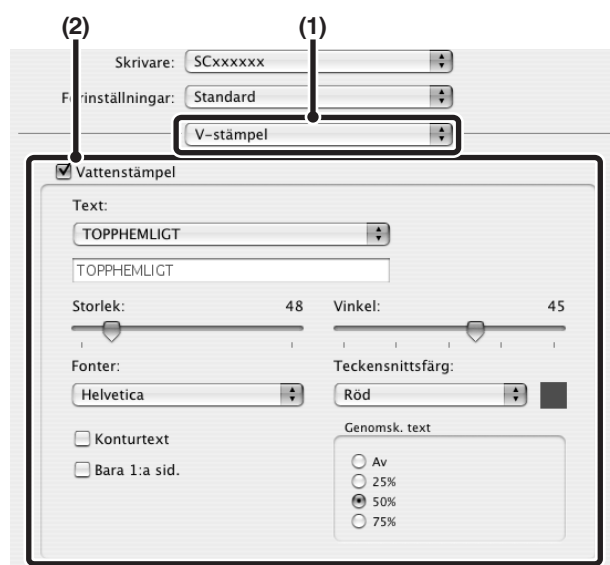 (2) (1)
Skrivare: SCxxxxxx
Förinställningar: Standard
V-stämpel
Vattenstämpel
Text:
TOPPHEMLIGT
TOPPHEMLIGT
Storlek: 48 Vinkel: 45
Fonter: Teckensnittsfärg:
Helvetica Röd
Konturtext Genomsk. text
Bara 1:a sid. Av
25%
50%
75%